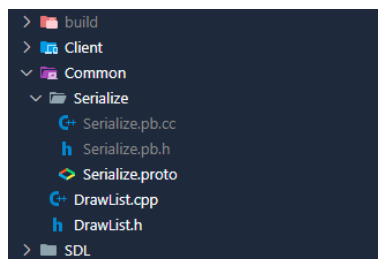 build
Client
Common
Serialize
Serialize.pb.cc
Serialize.pb.h
Serialize.proto
DrawList.cpp
DrawList.h
SDL